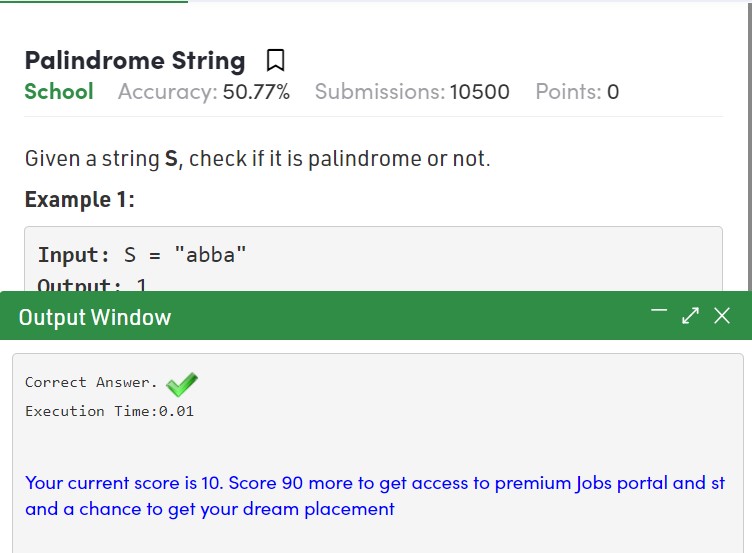 Palindrome String
School Accuracy: 50.77% Submissions: 10500 Points: 0
Given a string S, check if it is palindrome or not.
Example 1:
Input: S = "abba"
Output: 1
Output Window
Correct Answer.
Execution Time:0.01
Your current score is 10. Score 90 more to get access to premium Jobs portal and st
and a chance to get your dream placement